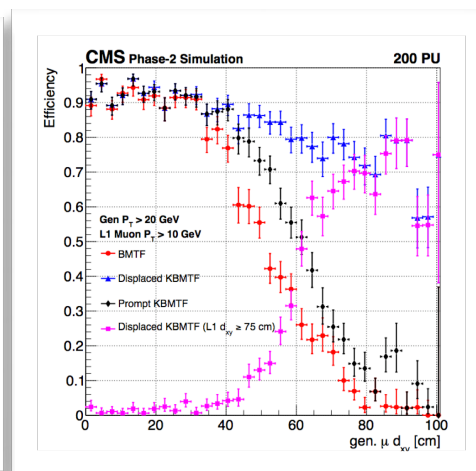 CMS Phase-2 Simulation 200 PU
Efficiency
1
0.9
0.8
0.7
0.6
0.5
0.4
0.3
0.2
0.1
0
Gen P_T > 20 GeV
L1 Muon P_T > 10 GeV
BMTF
Displaced KBMTF
Prompt KBMTF
Displaced KBMTF (L1 d_xy ≥ 75 cm)
0 20 40 60 80 100
gen. μ d_xy [cm]